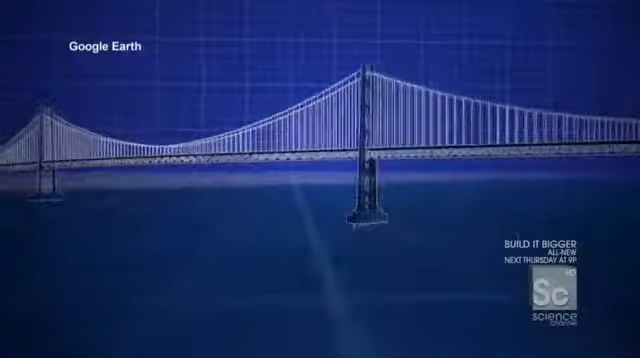 Google Earth
BUILD IT BIGGER
ALL-NEW
NEXT THURSDAY AT 9P
HD
Sc
science
channel